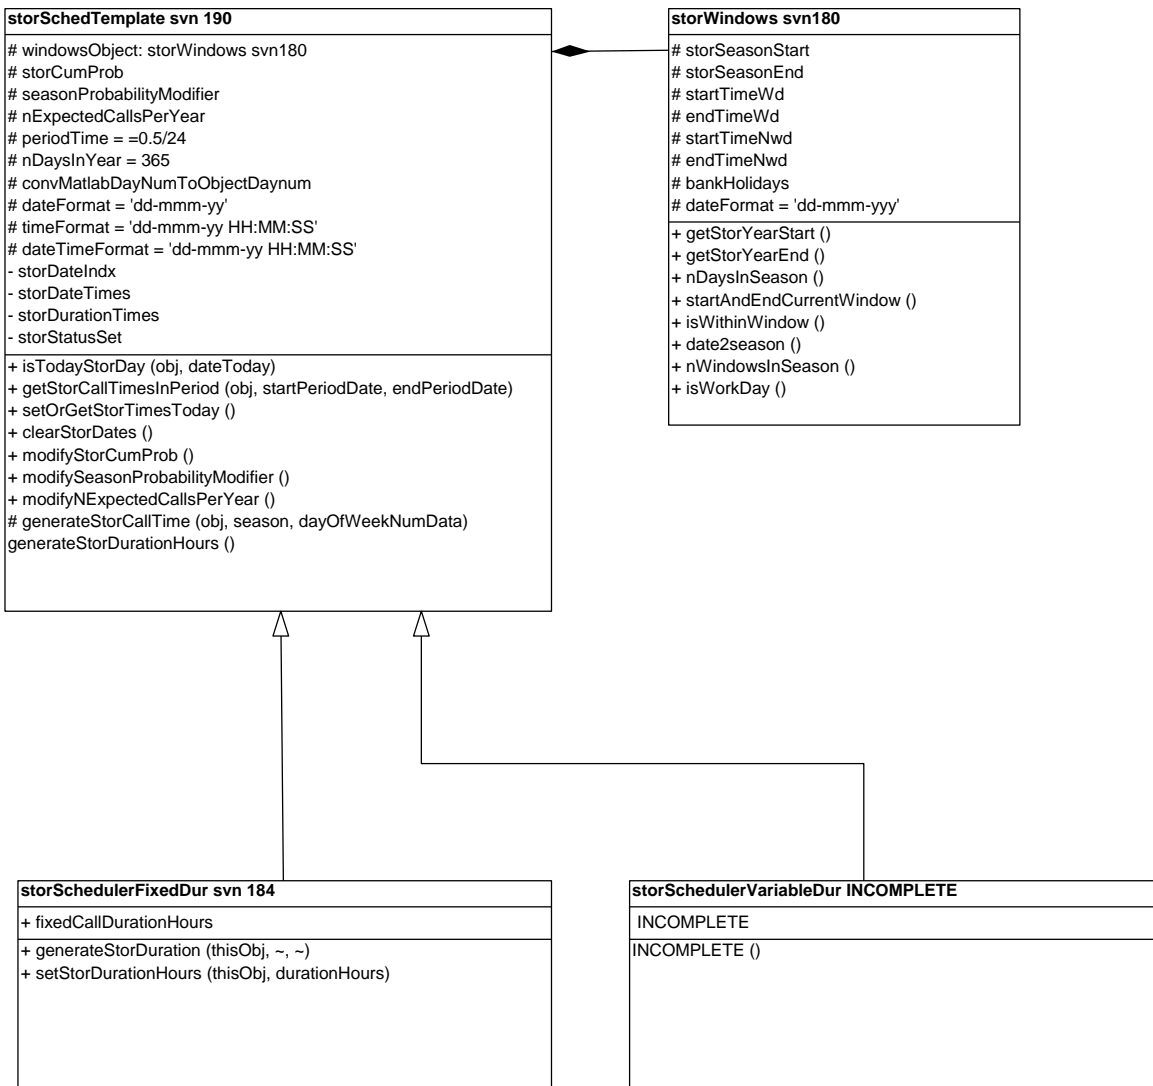 storSchedTemplate svn 190
# windowsObject: storWindows svn180
# storCumProb
# seasonProbabilityModifier
# nExpectedCallsPerYear
# periodTime = =0.5/24
# nDaysInYear = 365
# convMatlabDayNumToObjectDaynum
# dateFormat = 'dd-mmm-yy'
# timeFormat = 'dd-mmm-yy HH:MM:SS'
# dateTimeFormat = 'dd-mmm-yy HH:MM:SS'
- storDateIndx
- storDateTimes
- storDurationTimes
- storStatusSet
+ isTodayStorDay (obj, dateToday)
+ getStorCallTimesInPeriod (obj, startPeriodDate, endPeriodDate)
+ setOrGetStorTimesToday ()
+ clearStorDates ()
+ modifyStorCumProb ()
+ modifySeasonProbabilityModifier ()
+ modifyNExpectedCallsPerYear ()
# generateStorCallTime (obj, season, dayOfWeekNumData)
generateStorDurationHours ()
storWindows svn180
# storSeasonStart
# storSeasonEnd
# startTimeWd
# endTimeWd
# startTimeNwd
# endTimeNwd
# bankHolidays
# dateFormat = 'dd-mmm-yyy'
+ getStorYearStart ()
+ getStorYearEnd ()
+ nDaysInSeason ()
+ startAndEndCurrentWindow ()
+ isWithinWindow ()
+ date2season ()
+ nWindowsInSeason ()
+ isWorkDay ()
storSchedulerFixedDur svn 184
+ fixedCallDurationHours
+ generateStorDuration (thisObj, ~, ~)
+ setStorDurationHours (thisObj, durationHours)
storSchedulerVariableDur INCOMPLETE
INCOMPLETE
INCOMPLETE ()